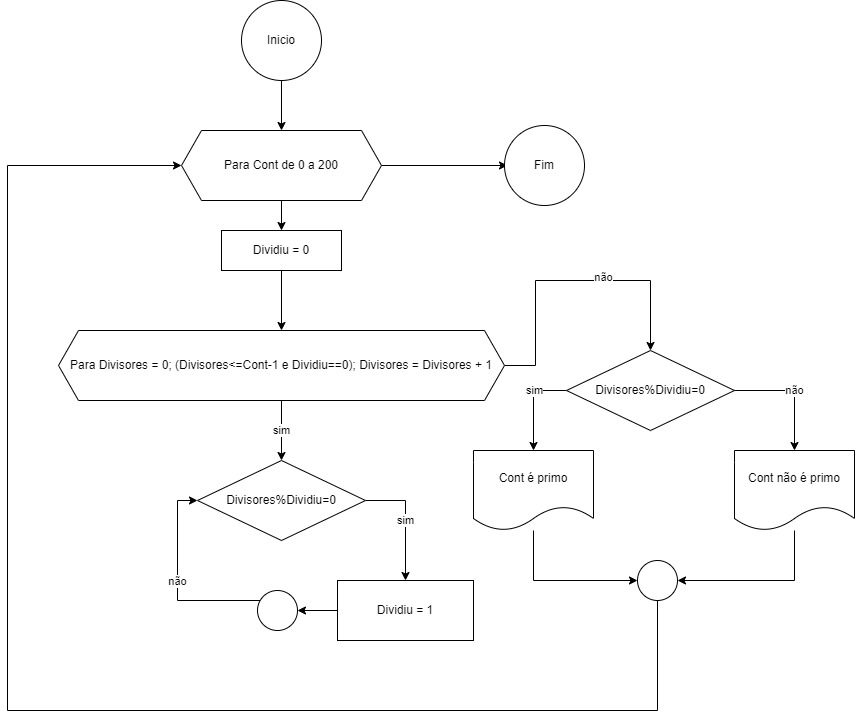 Inicio
Para Cont de 0 a 200
Fim
Dividiu = 0
não
Para Divisores = 0; (Divisores<=Cont-1 e Dividiu==0); Divisores = Divisores + 1
sim
Divisores%Dividiu=0
não
sim
Cont é primo
Cont não é primo
Divisores%Dividiu=0
sim
não
Dividiu = 1